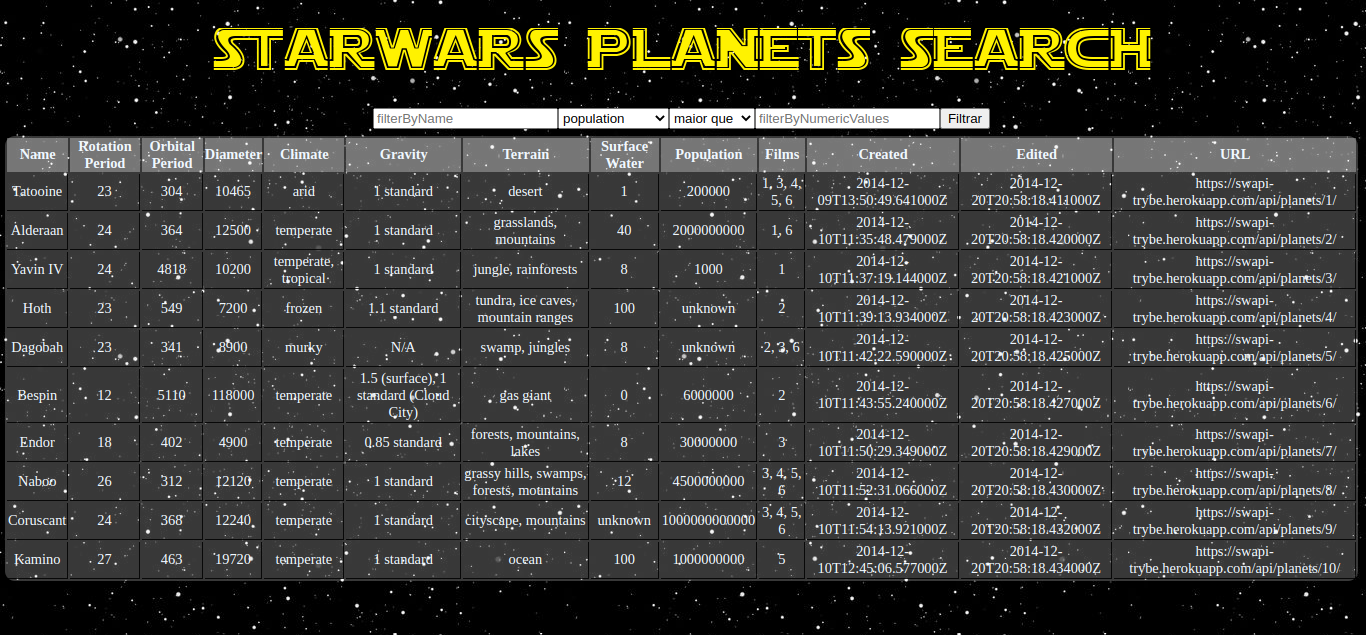 STARWARS PLANETS SEARCH
filterByName population maior que filterByNumericValues Filtrar
Name Rotation Period Orbital Period Diameter Climate Gravity Terrain Surface Water Population Films Created Edited URL
Tatooine 23 304 10465 arid 1 standard desert 1 200000 1, 3, 4, 5, 6 2014-12-09T13:50:49.641000Z 2014-12-20T20:58:18.411000Z https://swapi-trybe.herokuapp.com/api/planets/1/
Alderaan 24 364 12500 temperate 1 standard grasslands, mountains 40 2000000000 1, 6 2014-12-10T11:35:48.479000Z 2014-12-20T20:58:18.420000Z https://swapi-trybe.herokuapp.com/api/planets/2/
Yavin IV 24 4818 10200 temperate, tropical 1 standard jungle, rainforests 8 1000 1 2014-12-10T11:37:19.144000Z 2014-12-20T20:58:18.421000Z https://swapi-trybe.herokuapp.com/api/planets/3/
Hoth 23 549 7200 frozen 1.1 standard tundra, ice caves, mountain ranges 100 unknown 2 2014-12-10T11:39:13.934000Z 2014-12-20T20:58:18.423000Z https://swapi-trybe.herokuapp.com/api/planets/4/
Dagobah 23 341 8900 murky N/A swamp, jungles 8 unknown 2, 3, 6 2014-12-10T11:42:22.590000Z 2014-12-20T20:58:18.425000Z https://swapi-trybe.herokuapp.com/api/planets/5/
Bespin 12 5110 118000 temperate 1.5 (surface), 1 standard (Cloud City) gas giant 0 6000000 2 2014-12-10T11:43:55.240000Z 2014-12-20T20:58:18.427000Z https://swapi-trybe.herokuapp.com/api/planets/6/
Endor 18 402 4900 temperate 0.85 standard forests, mountains, lakes 8 30000000 3 2014-12-10T11:50:29.349000Z 2014-12-20T20:58:18.429000Z https://swapi-trybe.herokuapp.com/api/planets/7/
Naboo 26 312 12120 temperate 1 standard grassy hills, swamps, forests, mountains 12 4500000000 3, 4, 5, 6 2014-12-10T11:52:31.066000Z 2014-12-20T20:58:18.430000Z https://swapi-trybe.herokuapp.com/api/planets/8/
Coruscant 24 368 12240 temperate 1 standard cityscape, mountains unknown 1000000000000 3, 4, 5, 6 2014-12-10T11:54:13.921000Z 2014-12-20T20:58:18.432000Z https://swapi-trybe.herokuapp.com/api/planets/9/
Kamino 27 463 19720 temperate 1 standard ocean 100 1000000000 5 2014-12-10T12:45:06.577000Z 2014-12-20T20:58:18.434000Z https://swapi-trybe.herokuapp.com/api/planets/10/